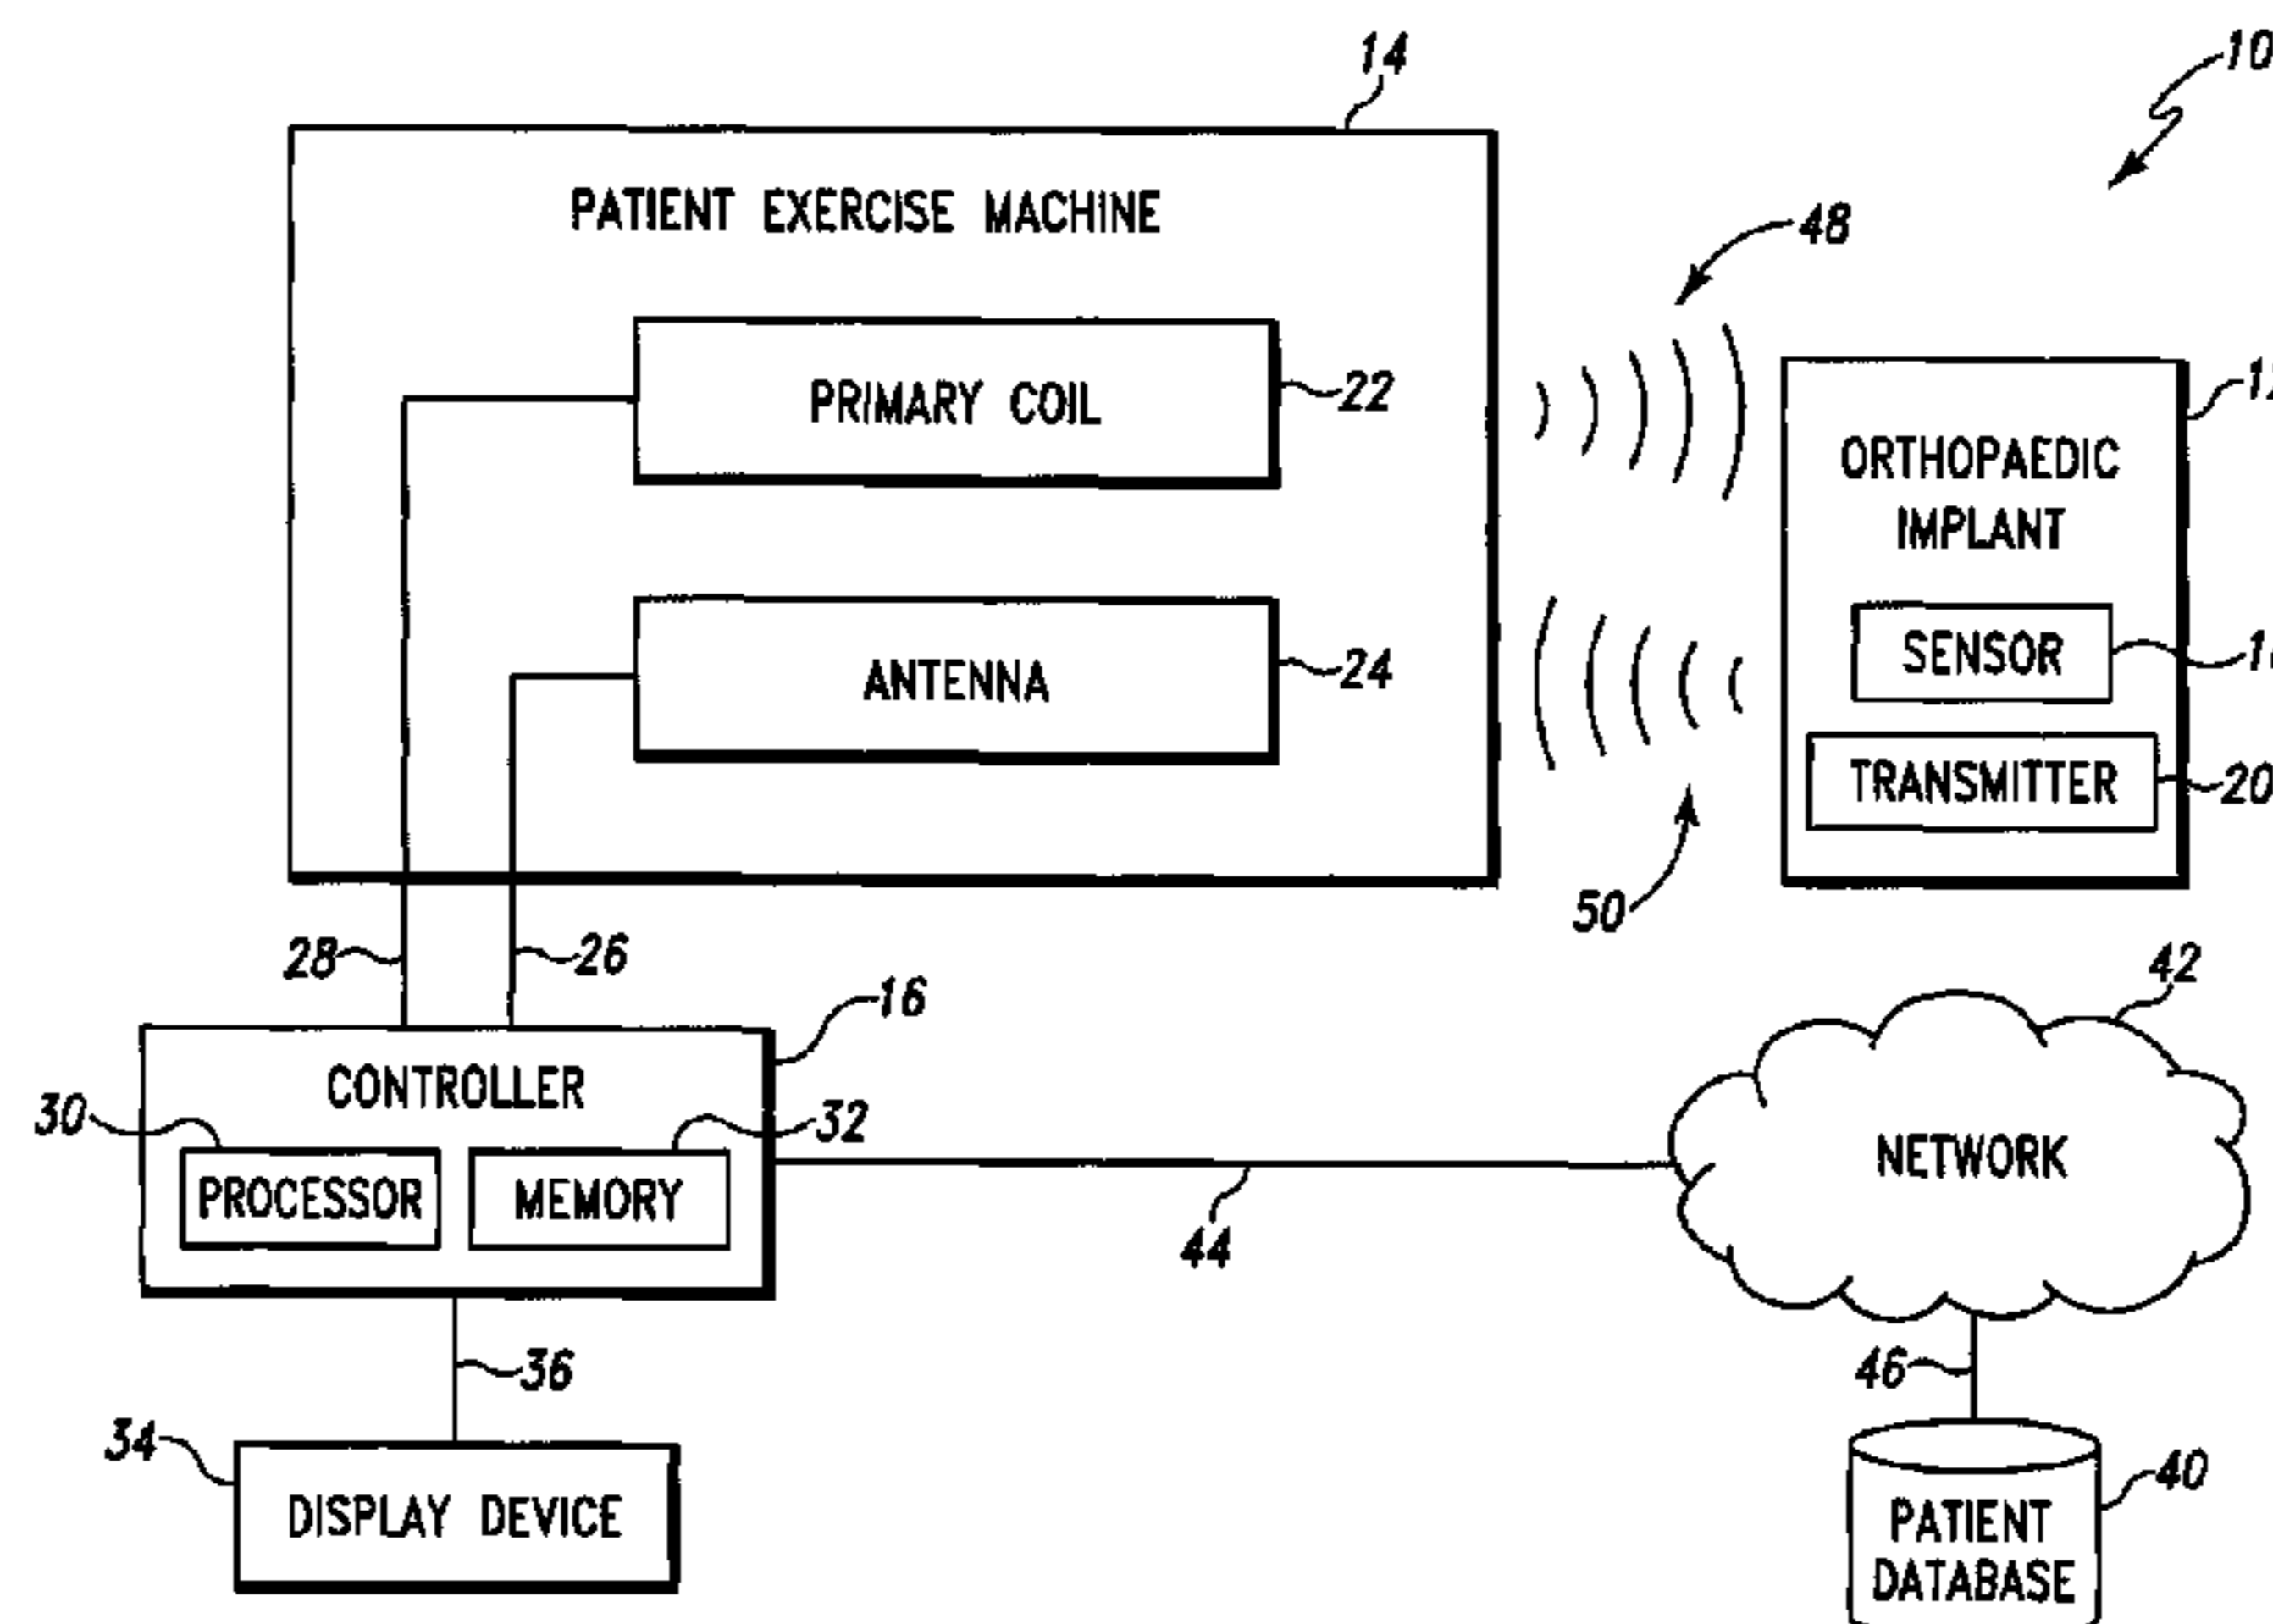 14
10
PATIENT EXERCISE MACHINE
48
PRIMARY COIL
22
ORTHOPAEDIC
IMPLANT
ANTENNA
24
SENSOR
TRANSMITTER
20
50
28
26
16
42
CONTROLLER
30
32
PROCESSOR
MEMORY
NETWORK
44
36
46
34
40
DISPLAY DEVICE
PATIENT
DATABASE